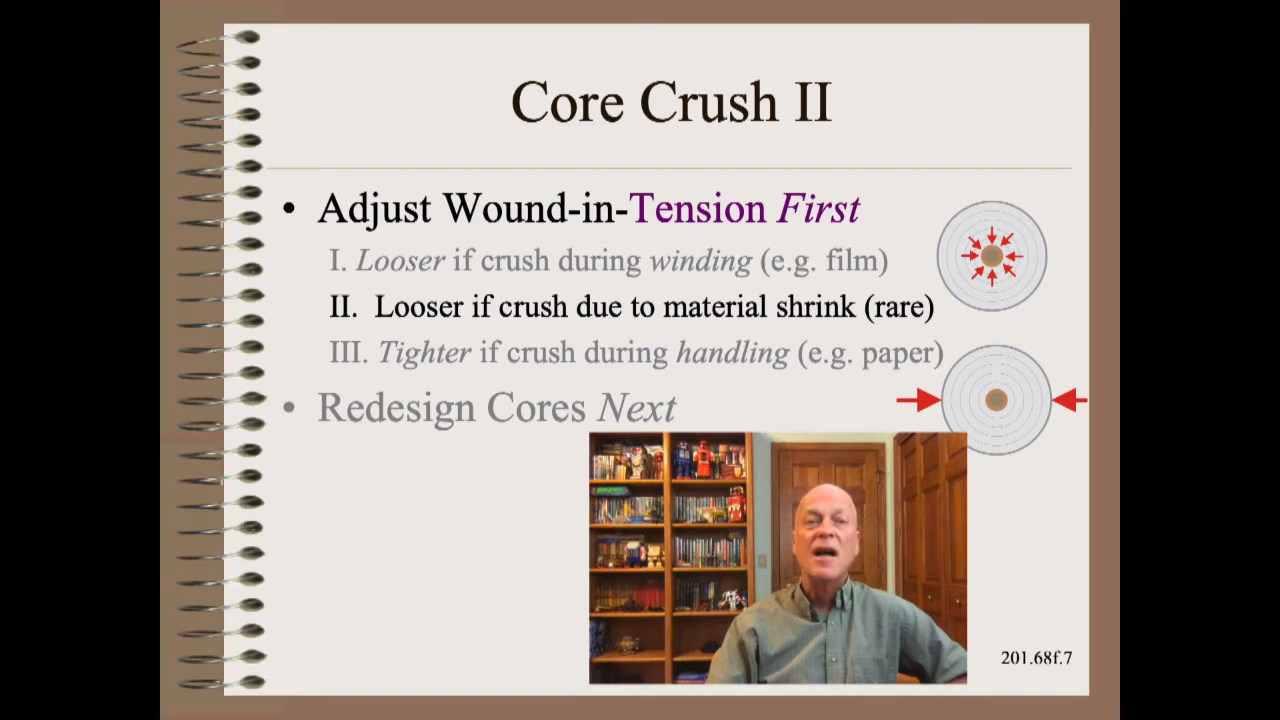 Core Crush II
• Adjust Wound-in-Tension First
I. Looser if crush during winding (e.g. film)
II. Looser if crush due to material shrink (rare)
III. Tighter if crush during handling (e.g. paper)
• Redesign Cores Next
201.68f.7